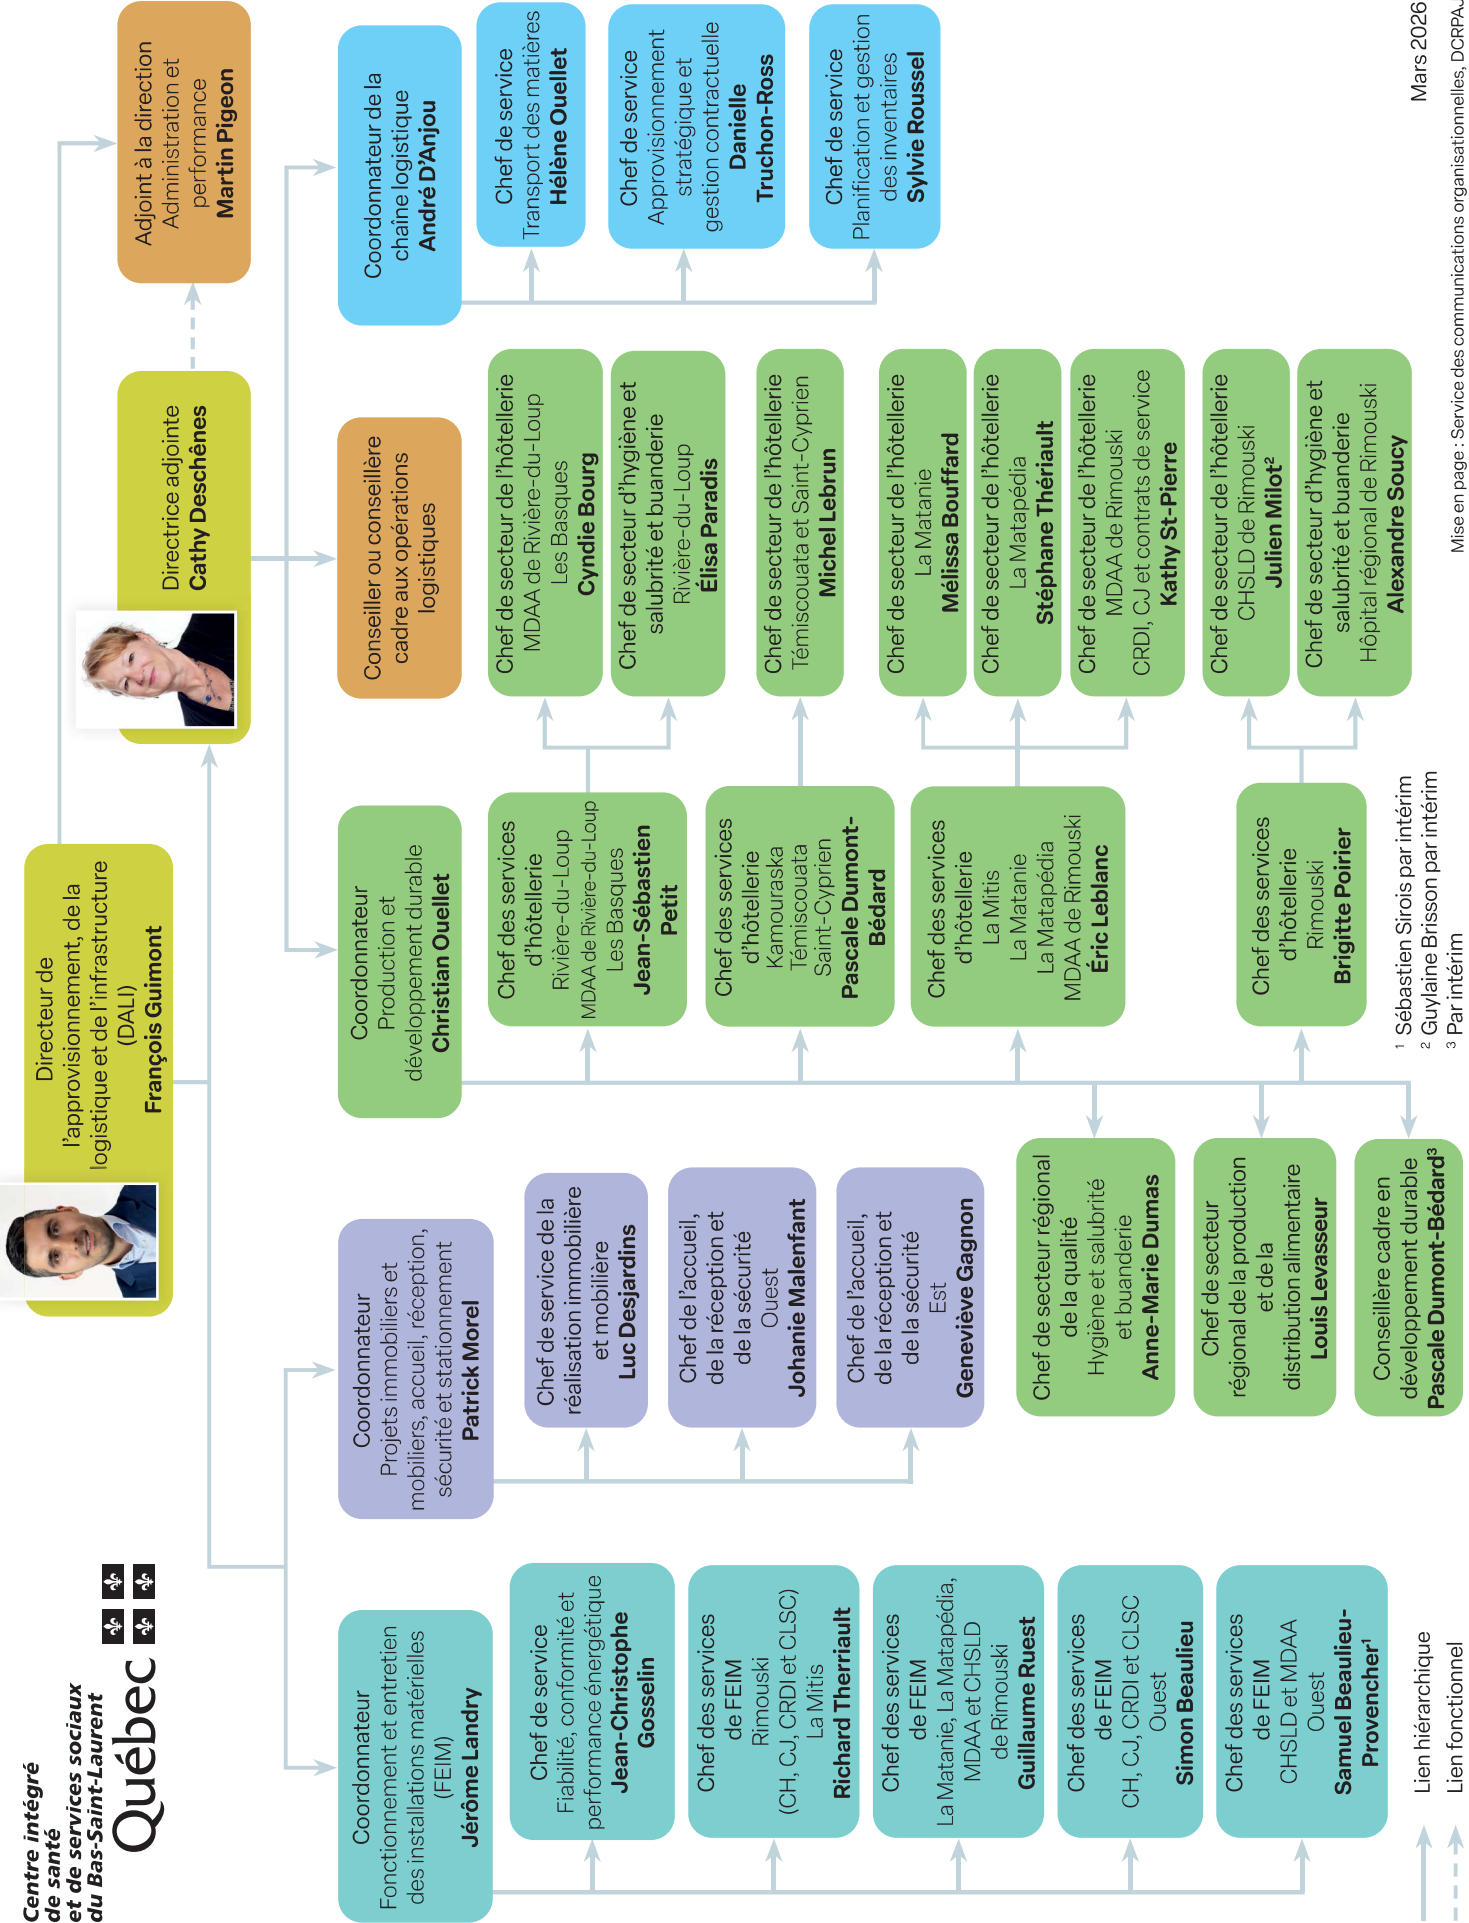 Centre intégré
de santé
et de services sociaux
du Bas-Saint-Laurent
Québec
Directeur de
l'approvisionnement, de la
logistique et de l'infrastructure
(DALI)
François Guimont
Directrice adjointe
Cathy Deschênes
Adjoint à la direction
Administration et
performance
Martin Pigeon
Coordonnateur
Fonctionnement et entretien
des installations matérielles
(FEIM)
Jérôme Landry
Chef de service
Fiabilité, conformité et
performance énergétique
Jean-Christophe
Gosselin
Chef des services
de FEIM
Rimouski
(CH, CJ, CRDI et CLSC)
La Mitis
Richard Therriault
Chef des services
de FEIM
La Matanie, La Matapédia,
MDAA et CHSLD
de Rimouski
Guillaume Ruest
Chef des services
de FEIM
CH, CJ, CRDI et CLSC
Ouest
Simon Beaulieu
Chef des services
de FEIM
CHSLD et MDAA
Ouest
Samuel Beaulieu-
Provencher¹
Coordonnateur
Projets immobiliers et
mobiliers, accueil, réception,
sécurité et stationnement
Patrick Morel
Chef de service de la
réalisation immobilière
et mobilière
Luc Desjardins
Chef de l'accueil,
de la réception et
de la sécurité
Ouest
Johanie Malenfant
Chef de l'accueil,
de la réception et
de la sécurité
Est
Geneviève Gagnon
Coordonnateur
Production et
développement durable
Christian Ouellet
Chef des services
d'hôtellerie
Rivière-du-Loup
MDAA de Rivière-du-Loup
Les Basques
Jean-Sébastien
Petit
Chef des services
d'hôtellerie
Kamouraska
Témiscouata
Saint-Cyprien
Pascale Dumont-
Bédard
Chef des services
d'hôtellerie
La Mitis
La Matanie
La Matapédia
MDAA de Rimouski
Éric Leblanc
Chef des services
d'hôtellerie
Rimouski
Brigitte Poirier
Chef de secteur régional
de la qualité
Hygiène et salubrité
et buanderie
Anne-Marie Dumas
Chef de secteur
régional de la production
et de la
distribution alimentaire
Louis Levasseur
Conseillère cadre en
développement durable
Pascale Dumont-Bédard³
Conseiller ou conseillère
cadre aux opérations
logistiques
Chef de secteur de l'hôtellerie
MDAA de Rivière-du-Loup
Les Basques
Cyndie Bourg
Chef de secteur d'hygiène et
salubrité et buanderie
Rivière-du-Loup
Élisa Paradis
Chef de secteur de l'hôtellerie
Témiscouata et Saint-Cyprien
Michel Lebrun
Chef de secteur de l'hôtellerie
La Matanie
Mélissa Bouffard
Chef de secteur de l'hôtellerie
La Matapédia
Stéphane Thériault
Chef de secteur de l'hôtellerie
MDAA de Rimouski
CRDI, CJ et contrats de service
Kathy St-Pierre
Chef de secteur de l'hôtellerie
CHSLD de Rimouski
Julien Milot²
Chef de secteur d'hygiène et
salubrité et buanderie
Hôpital régional de Rimouski
Alexandre Soucy
Coordonnateur de la
chaîne logistique
André D'Anjou
Chef de service
Transport des matières
Hélène Ouellet
Chef de service
Approvisionnement
stratégique et
gestion contractuelle
Danielle
Truchon-Ross
Chef de service
Planification et gestion
des inventaires
Sylvie Roussel
Lien hiérarchique
Lien fonctionnel
¹ Sébastien Sirois par intérim
² Guylaine Brisson par intérim
³ Par intérim
Mars 2026
Mise en page : Service des communications organisationnelles, DCRPAJ